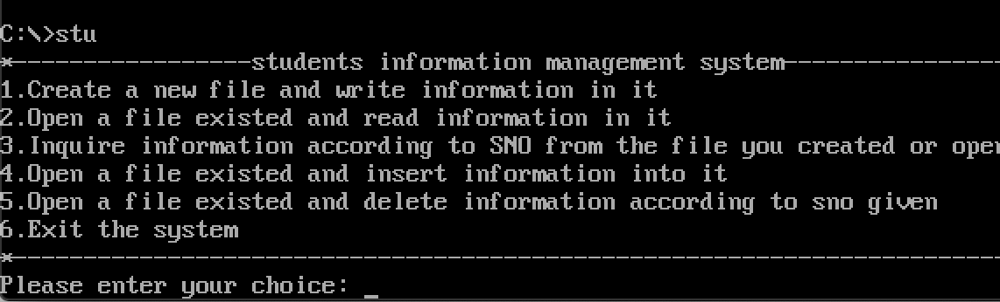 C:\>stu
*-----------------students information management system---------------
1.Create a new file and write information in it
2.Open a file existed and read information in it
3.Inquire information according to SNO from the file you created or open
4.Open a file existed and insert information into it
5.Open a file existed and delete information according to sno given
6.Exit the system
*----------------------------------------------------------------------
Please enter your choice: _